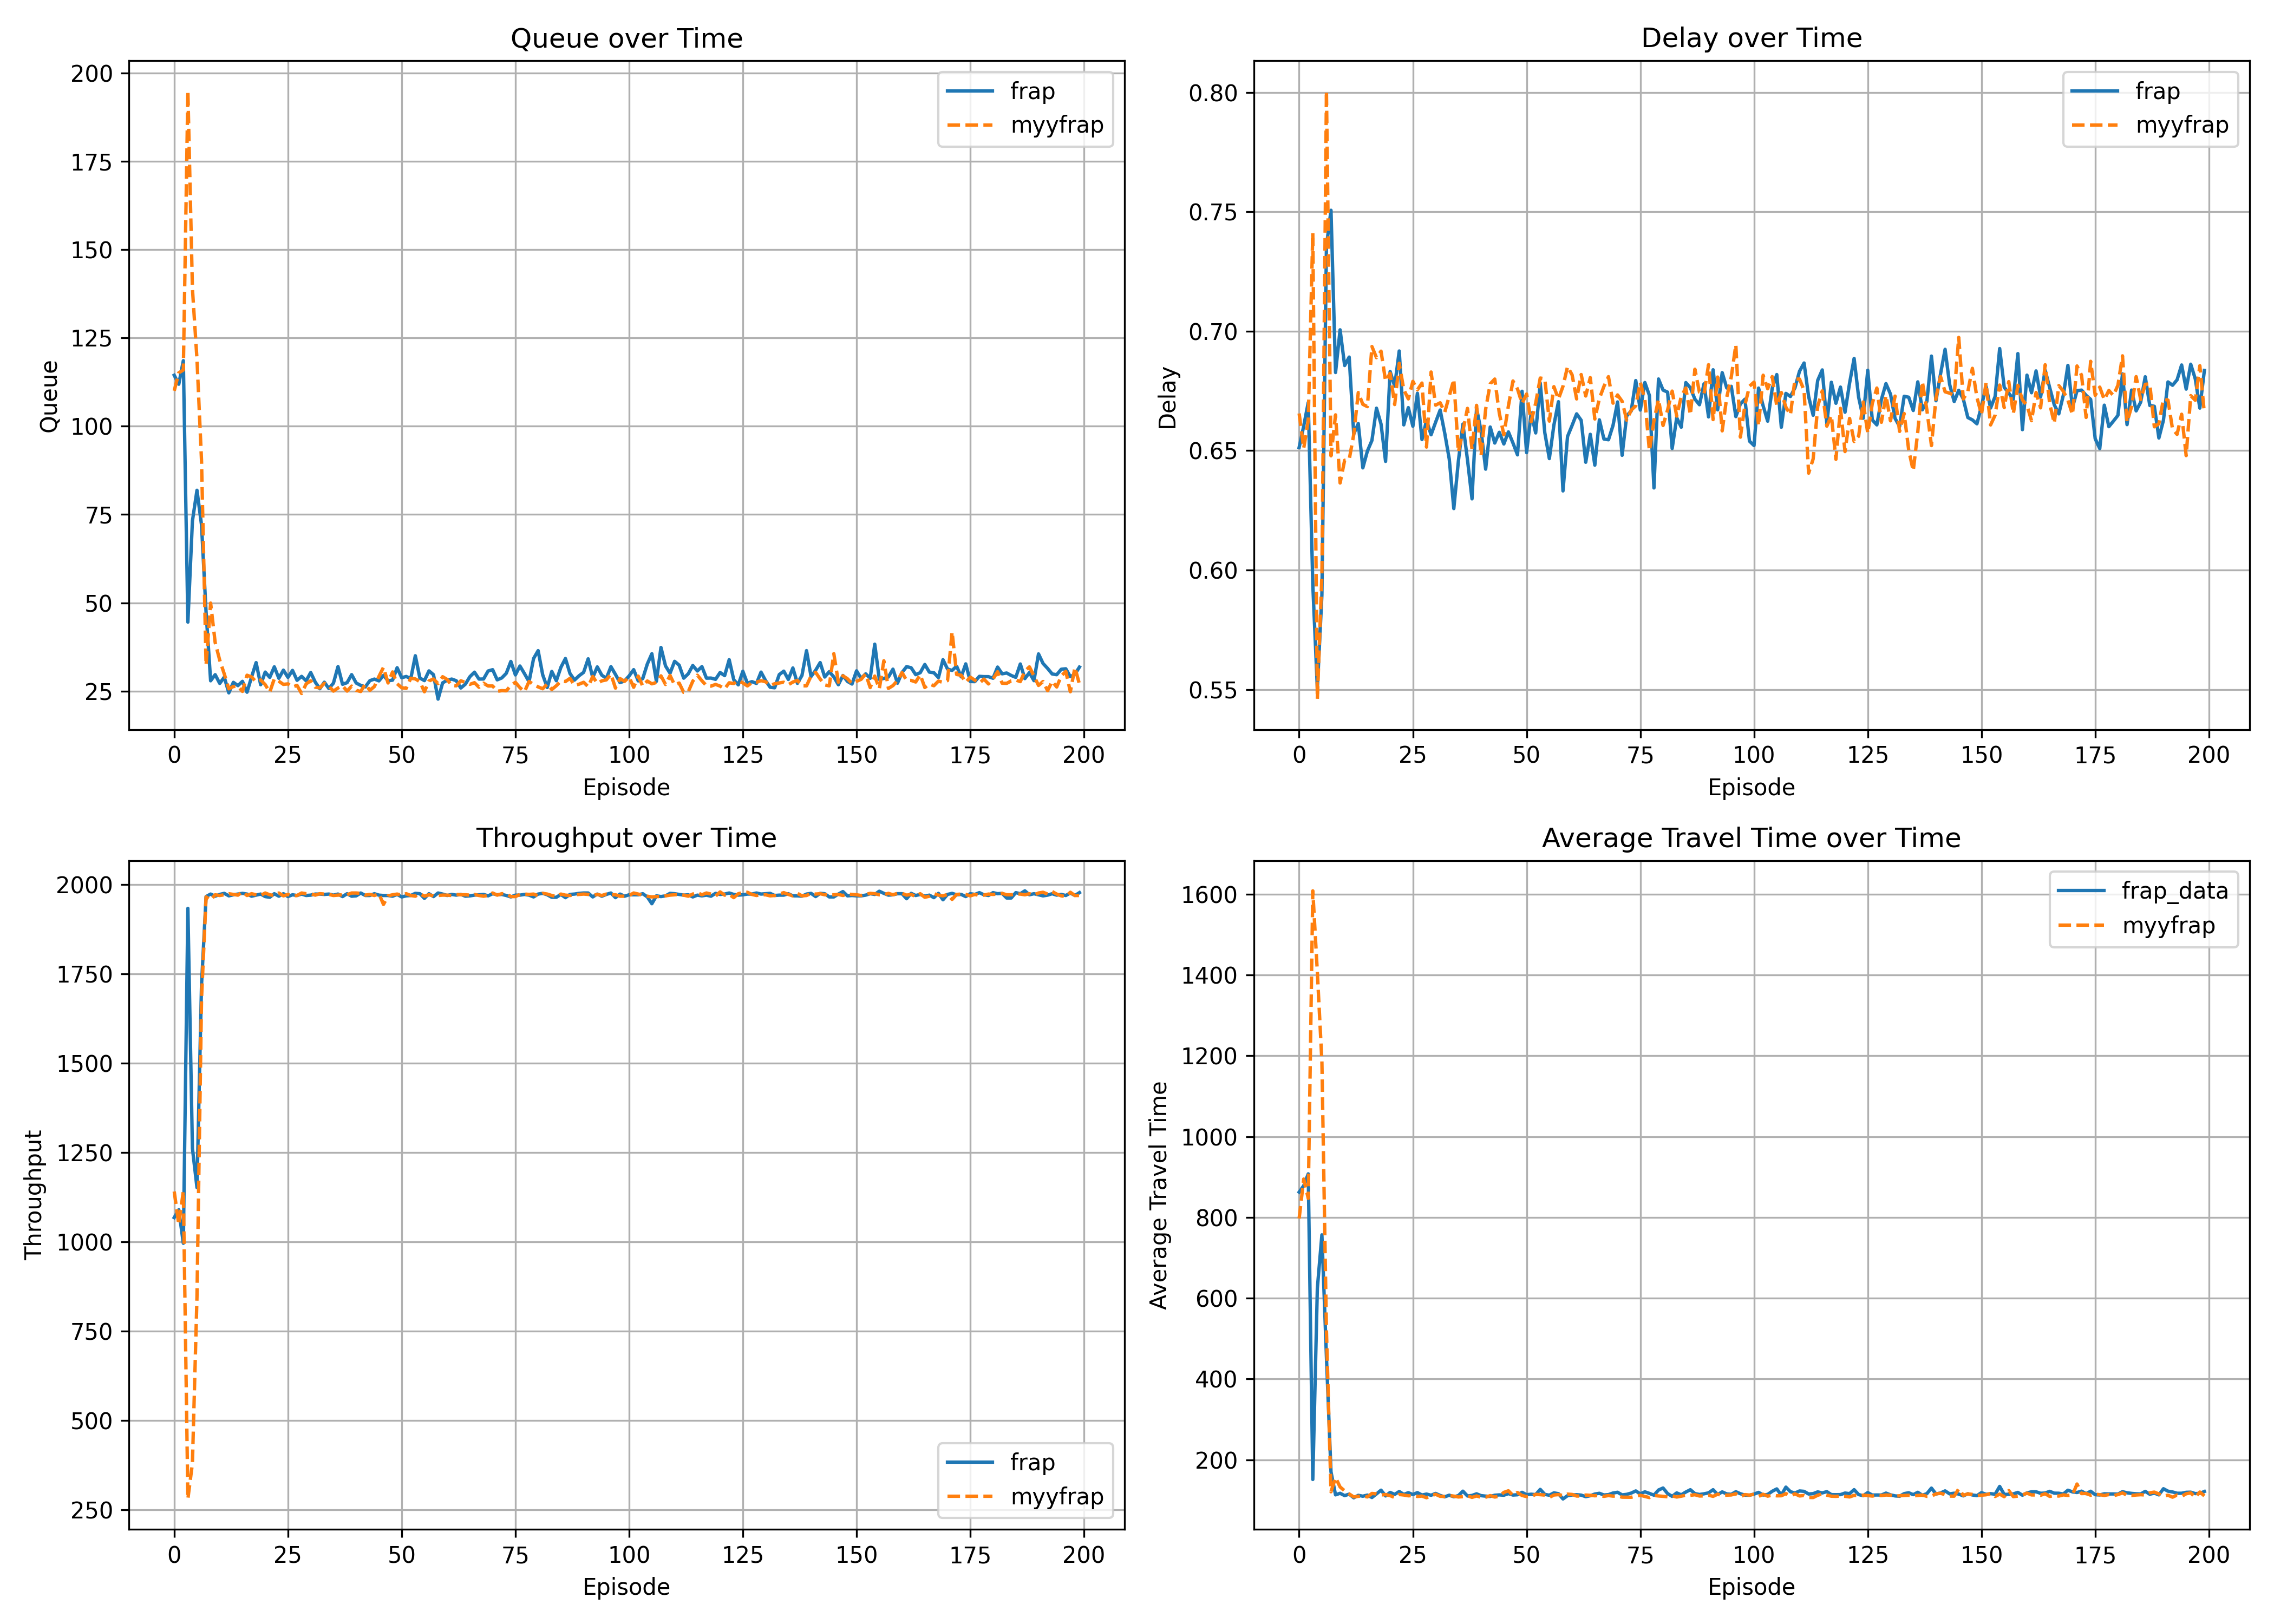 Queue over Time
200
175
150
125
100
75
50
25
Queue
0 25 50 75 100 125 150 175 200
Episode
frap
myyfrap
Delay over Time
0.80
0.75
0.70
0.65
0.60
0.55
Delay
0 25 50 75 100 125 150 175 200
Episode
frap
myyfrap
Throughput over Time
2000
1750
1500
1250
1000
750
500
250
Throughput
0 25 50 75 100 125 150 175 200
Episode
frap
myyfrap
Average Travel Time over Time
1600
1400
1200
1000
800
600
400
200
Average Travel Time
0 25 50 75 100 125 150 175 200
Episode
frap_data
myyfrap